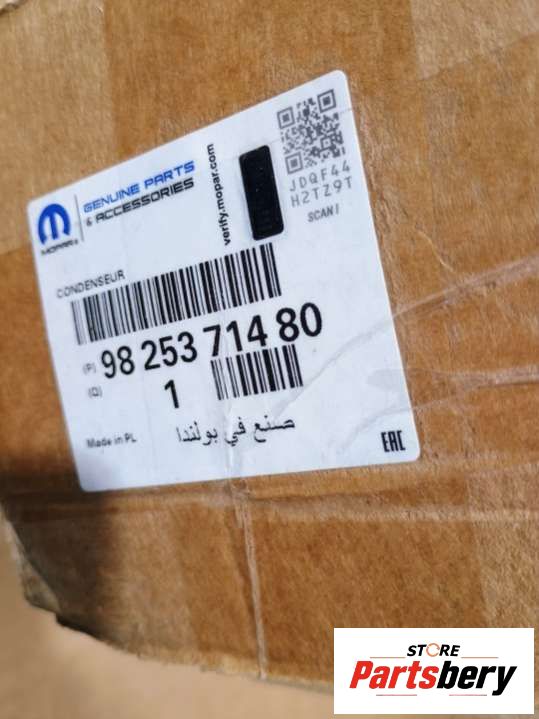 MOPAR®
GENUINE PARTS
& ACCESSORIES
verify.mopar.com
JDQF44
H2TZ9T
SCAN!
CONDENSEUR
(P) 98 253 714 80
(Q) 1
Made in PL
صنع في بولندا
EAC
STORE
Partsbery